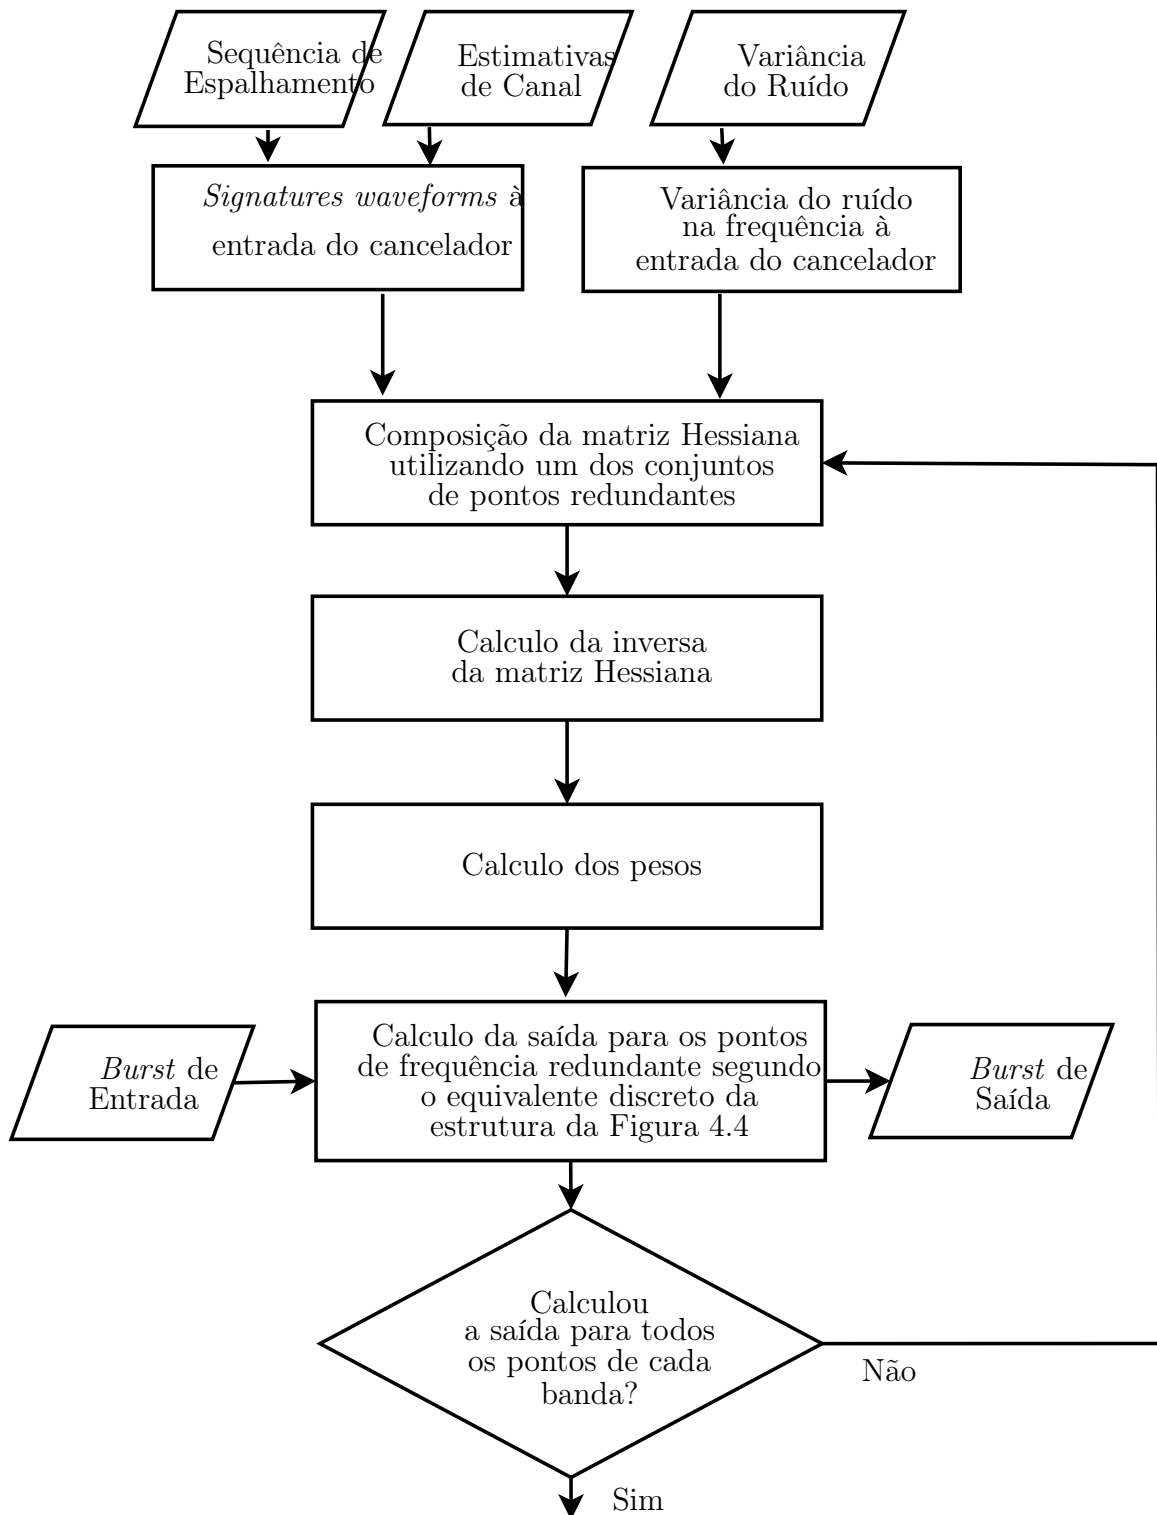 Sequência de
Espalhamento
Estimativas
de Canal
Variância
do Ruído
Signatures waveforms à
entrada do cancelador
Variância do ruído
na frequência à
entrada do cancelador
Composição da matriz Hessiana
utilizando um dos conjuntos
de pontos redundantes
Calculo da inversa
da matriz Hessiana
Calculo dos pesos
Burst de
Entrada
Calculo da saída para os pontos
de frequência redundante segundo
o equivalente discreto da
estrutura da Figura 4.4
Burst de
Saída
Calculou
a saída para todos
os pontos de cada
banda?
Não
Sim